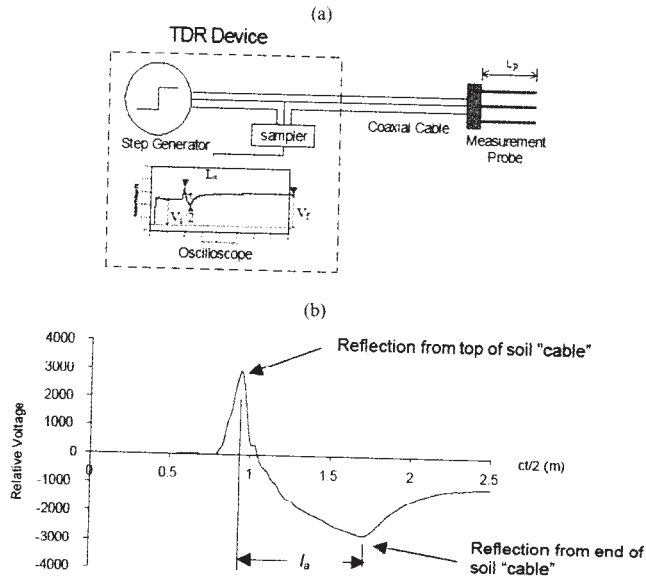 (a)
TDR Device
Lp
sampler
Coaxial Cable
Measurement
Probe
Step Generator
Vf
Oscilloscope
(b)
4000
3000
2000
1000
0
-1000
-2000
-3000
-4000
Relative Voltage
0
0.5
1
1.5
2
2.5
ct/2 (m)
Reflection from top of soil "cable"
la
Reflection from end of
soil "cable"